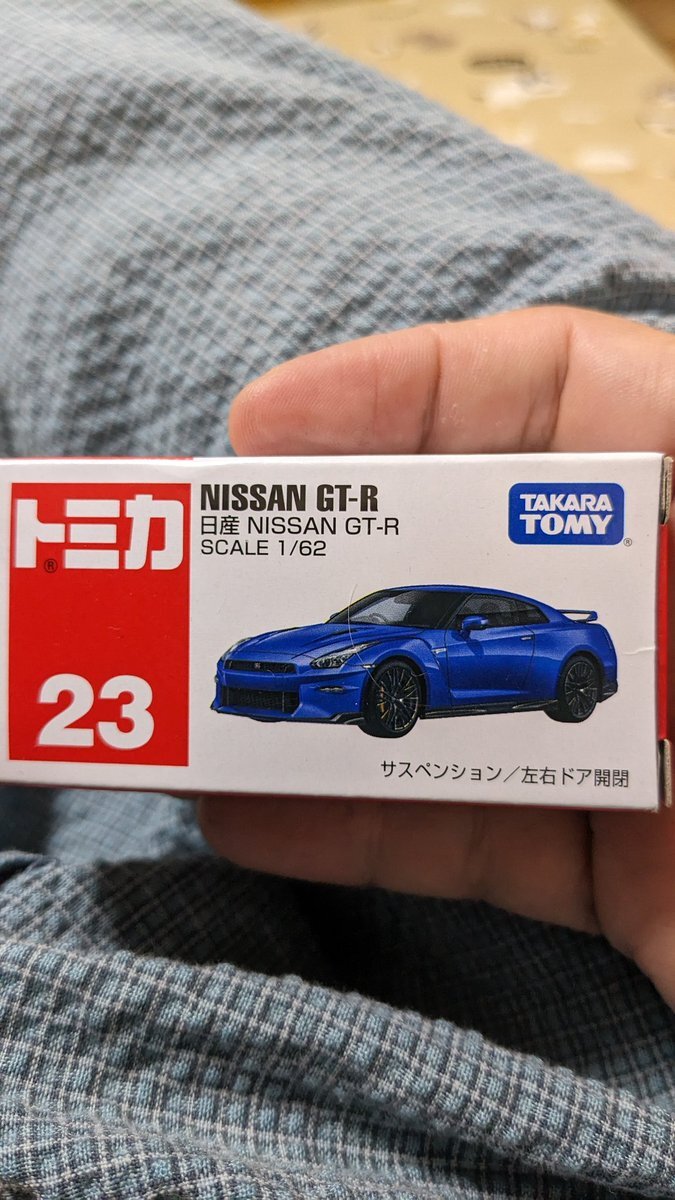 トミカ
®
23
NISSAN GT-R
日産 NISSAN GT-R
SCALE 1/62
TAKARA
TOMY
®
サスペンション/左右ドア開閉